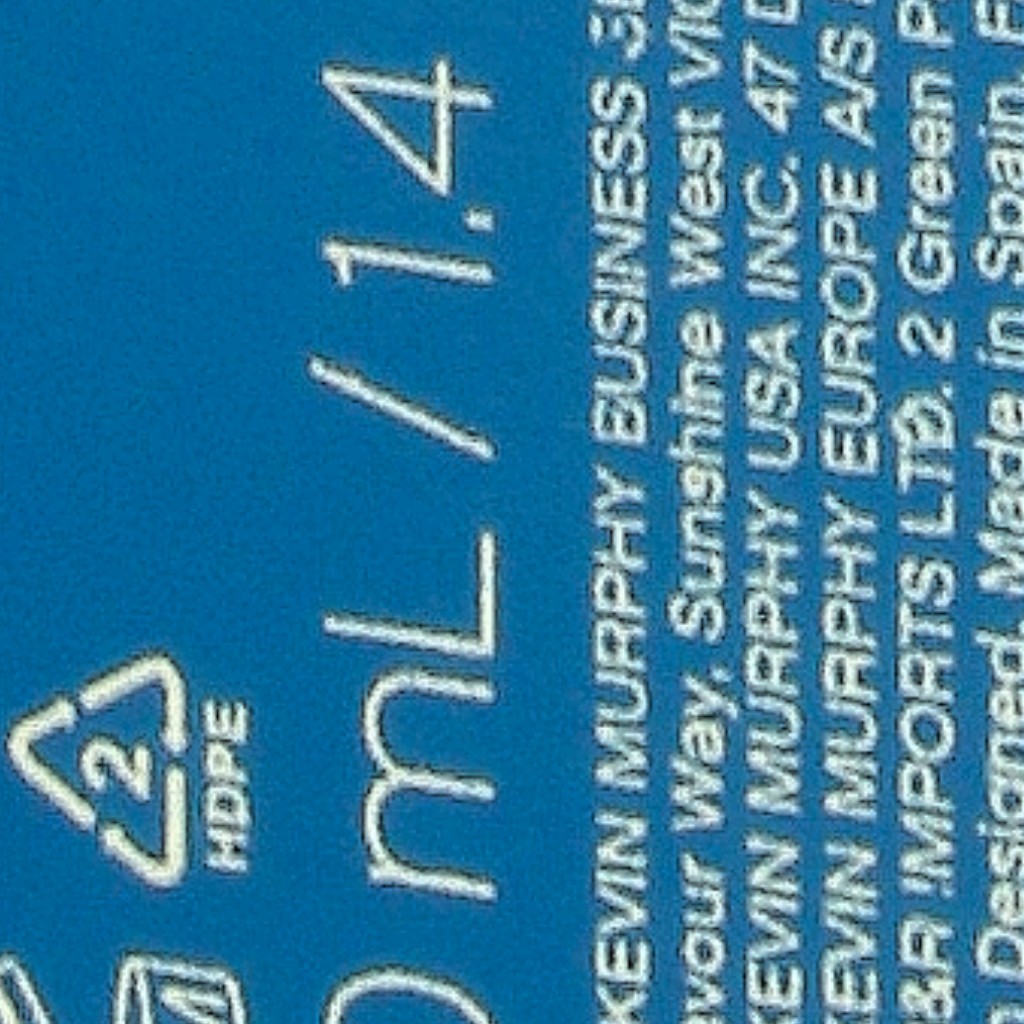 2
HDPE
mL / 1.4
KEVIN MURPHY BUSINESS
Way, Sunshine West
KEVIN MURPHY USA INC. 47
KEVIN MURPHY EUROPE A/S
IMPORTS LTD. 2 Green
Designed. Made in Spain.